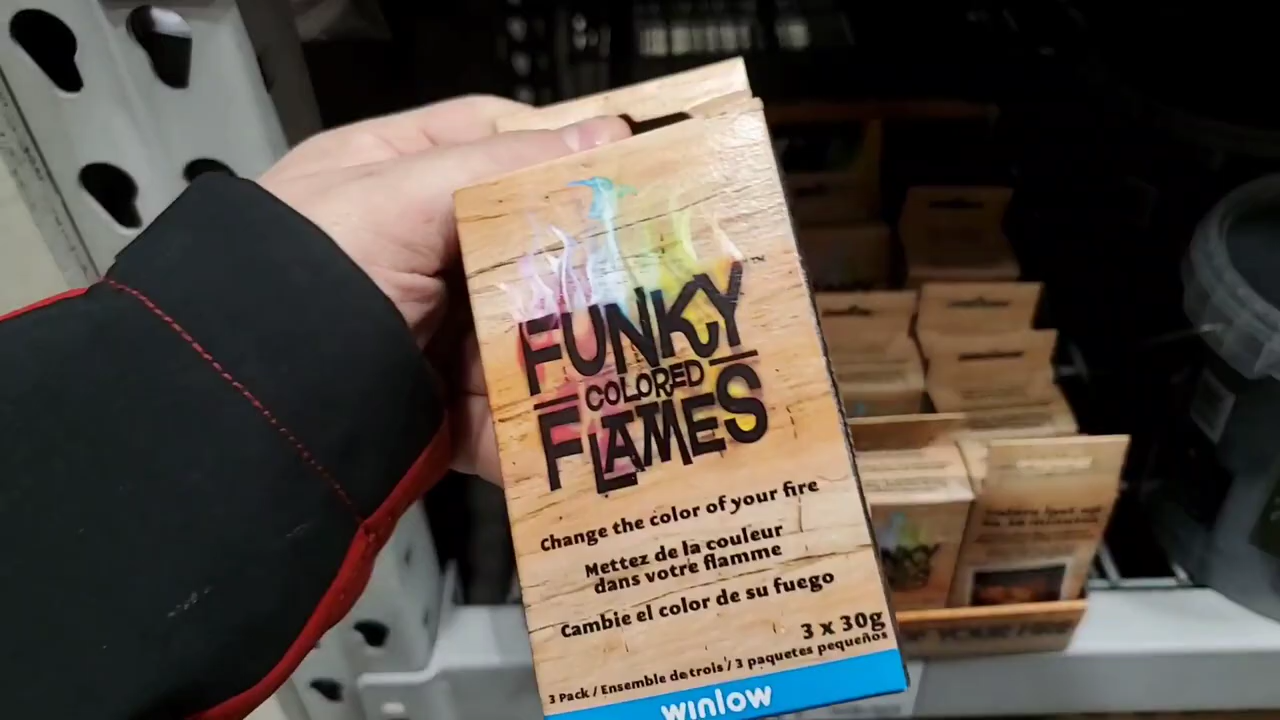 FUNKY™
COLORED
FLAMES
Change the color of your fire
Mettez de la couleur
dans votre flamme
Cambie el color de su fuego
3 x 30g
3 Pack / Ensemble de trois / 3 paquetes pequeños
winlow